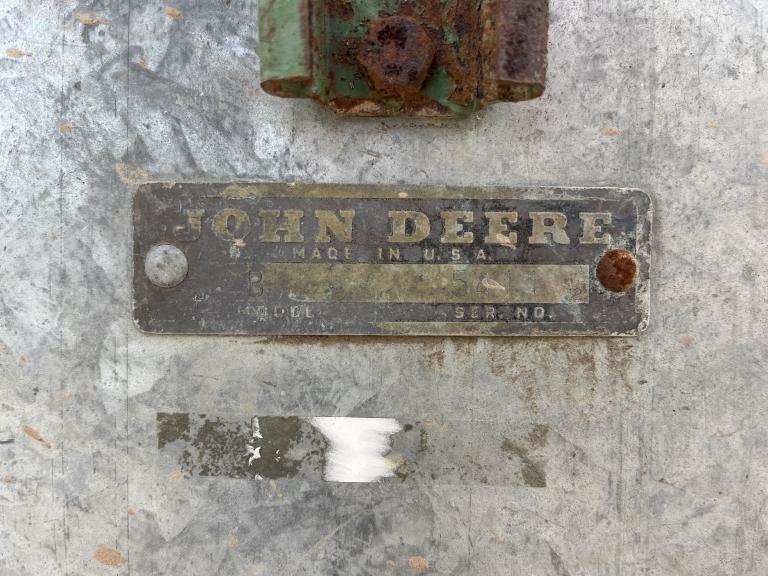 JOHN DEERE
MADE IN U.S.A.
B
MODEL SER. NO.